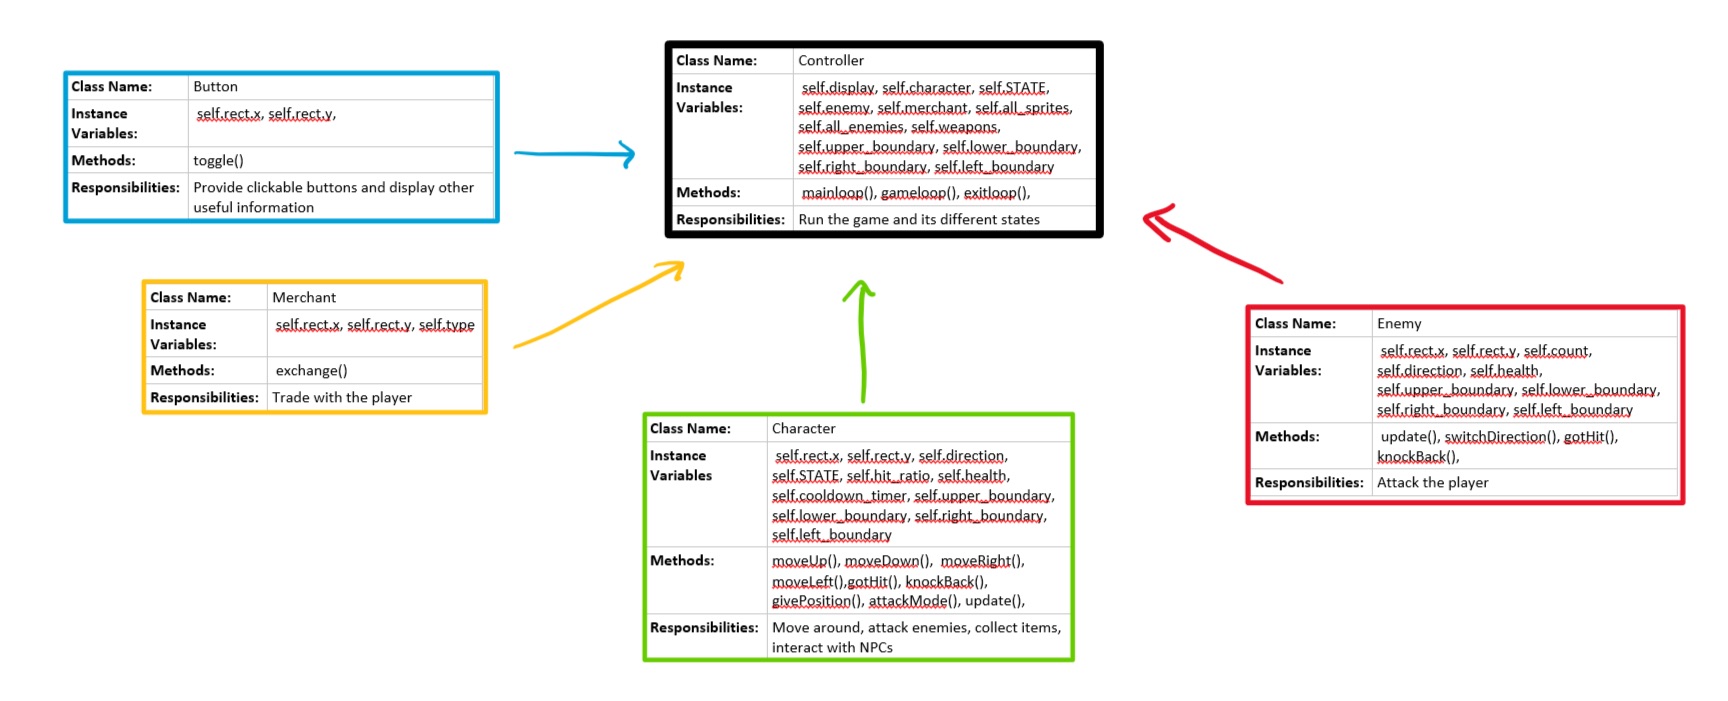 Class Name: Button
Instance Variables: self.rect.x, self.rect.y,
Methods: toggle()
Responsibilities: Provide clickable buttons and display other
useful information
Class Name: Controller
Instance Variables: self.display, self.character, self.STATE,
self.enemy, self.merchant, self.all_sprites,
self.all_enemies, self.weapons,
self.upper_boundary, self.lower_boundary,
self.right_boundary, self.left_boundary
Methods: mainloop(), gameloop(), exitloop(),
Responsibilities: Run the game and its different states
Class Name: Merchant
Instance Variables: self.rect.x, self.rect.y, self.type
Methods: exchange()
Responsibilities: Trade with the player
Class Name: Character
Instance Variables self.rect.x, self.rect.y, self.direction,
self.STATE, self.hit_ratio, self.health,
self.cooldown_timer, self.upper_boundary,
self.lower_boundary, self.right_boundary,
self.left_boundary
Methods: moveUp(), moveDown(), moveRight(),
moveLeft(),gotHit(), knockBack(),
givePosition(), attackMode(), update(),
Responsibilities: Move around, attack enemies, collect items,
interact with NPCs
Class Name: Enemy
Instance Variables: self.rect.x, self.rect.y, self.count,
self.direction, self.health,
self.upper_boundary, self.lower_boundary,
self.right_boundary, self.left_boundary
Methods: update(), switchDirection(), gotHit(),
knockBack(),
Responsibilities: Attack the player